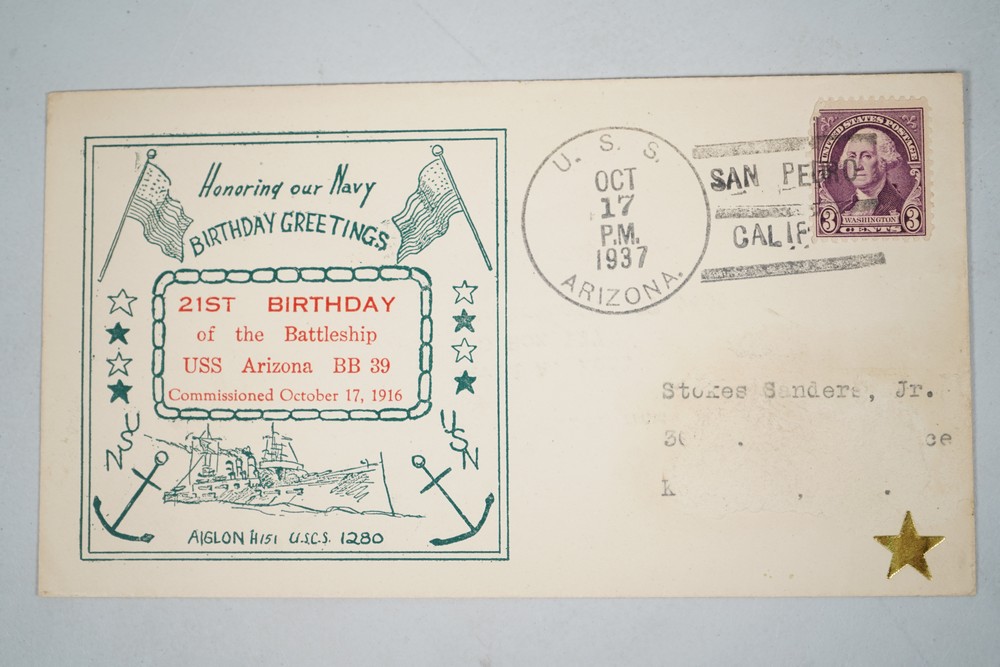 Honoring our Navy
BIRTHDAY GREETINGS
21ST BIRTHDAY
of the Battleship
USS Arizona BB 39
Commissioned October 17, 1916
USN
USN
AIGLON H151 U.S.C.S. 1280
U. S. S.
OCT
17
P.M.
1937
ARIZONA.
SAN PEDRO
CALIF
UNITED STATES POSTAGE
3 WASHINGTON 3
CENTS
Stokes Sanders, Jr.